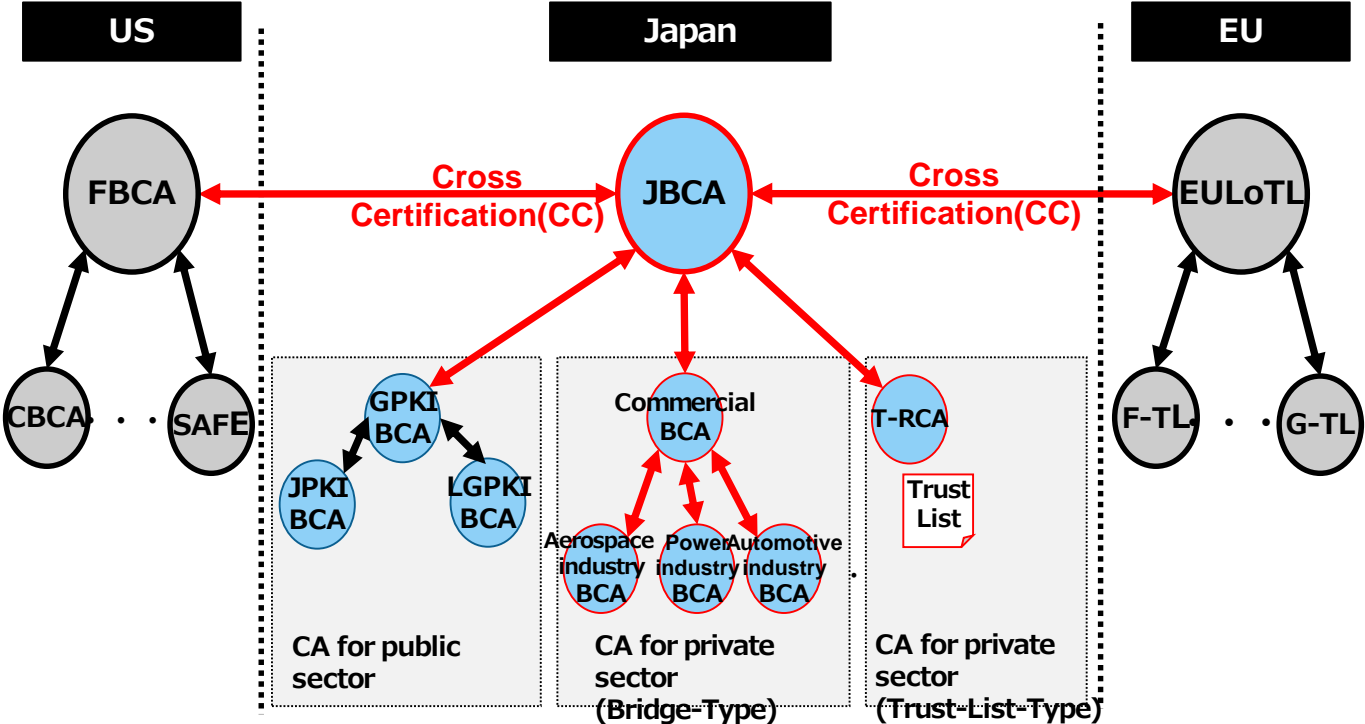 US
Japan
EU
FBCA
Cross
Certification(CC)
JBCA
Cross
Certification(CC)
EULoTL
CBCA
. . .
SAFE
GPKI
BCA
JPKI
BCA
LGPKI
BCA
Commercial
BCA
Aerospace
industry
BCA
Power
industry
BCA
Automotive
industry
BCA
.
T-RCA
Trust
List
F-TL
. . .
G-TL
CA for public
sector
CA for private
sector
(Bridge-Type)
CA for private
sector
(Trust-List-Type)